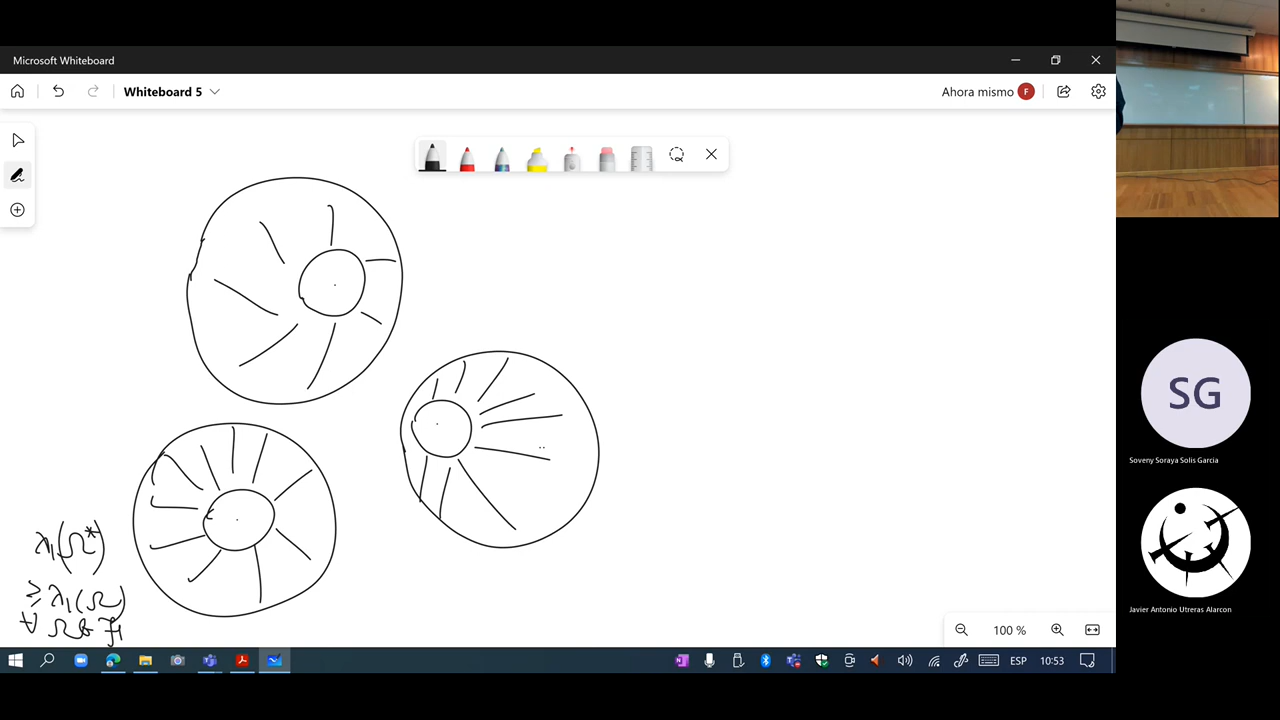 Microsoft Whiteboard
Whiteboard 5
Ahora mismo F
λ₁(Ω*)
≥ λ₁(Ω)
∀ Ω ∈ F₁
SG
Soveny Soraya Solis Garcia
Javier Antonio Utreras Alarcon
100 %
ESP 10:53